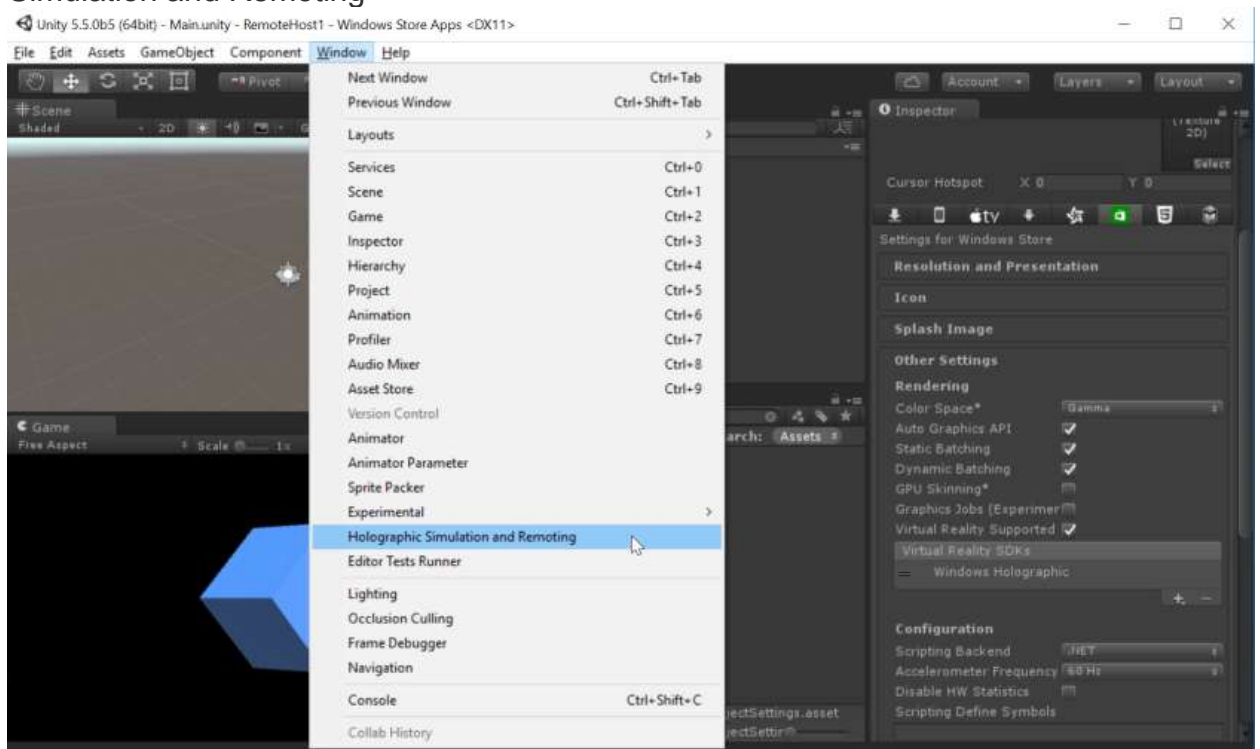 Simulation and Remoting
Unity 5.5.0b5 (64bit) - Main.unity - RemoteHost1 - Windows Store Apps <DX11>
File Edit Assets GameObject Component Window Help
Pivot
Account Layers Layout
Scene
Shaded 2D
Next Window Ctrl+Tab
Previous Window Ctrl+Shift+Tab
Layouts
Services Ctrl+0
Scene Ctrl+1
Game Ctrl+2
Inspector Ctrl+3
Hierarchy Ctrl+4
Project Ctrl+5
Animation Ctrl+6
Profiler Ctrl+7
Audio Mixer Ctrl+8
Asset Store Ctrl+9
Version Control
Animator
Animator Parameter
Sprite Packer
Experimental
Holographic Simulation and Remoting
Editor Tests Runner
Lighting
Occlusion Culling
Frame Debugger
Navigation
Console Ctrl+Shift+C
Collab History
Game
Free Aspect Scale 1x
arch: Assets
jectSettings.asset
jectSettin
Inspector
2D)
Select
Cursor Hotspot X 0 Y 0
tv
Settings for Windows Store
Resolution and Presentation
Icon
Splash Image
Other Settings
Rendering
Color Space* Gamma
Auto Graphics API
Static Batching
Dynamic Batching
GPU Skinning*
Graphics Jobs (Experimer
Virtual Reality Supported
Virtual Reality SDKs
Windows Holographic
Configuration
Scripting Backend .NET
Accelerometer Frequency 60 Hz
Disable HW Statistics
Scripting Define Symbols